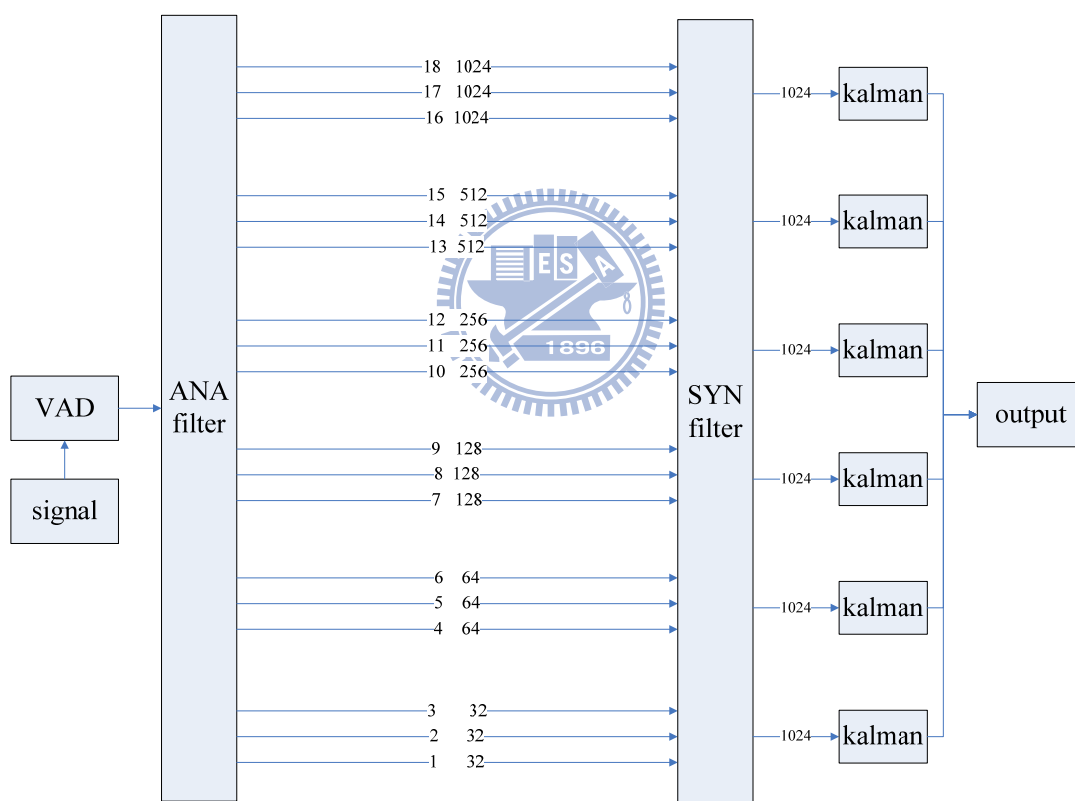 18 1024
17 1024
16 1024
15 512
14 512
13 512
12 256
11 256
10 256
9 128
8 128
7 128
6 64
5 64
4 64
3 32
2 32
1 32
VAD
signal
ANA
filter
SYN
filter
1024
kalman
1024
kalman
1024
kalman
1024
kalman
1024
kalman
1024
kalman
output
E S A
1896